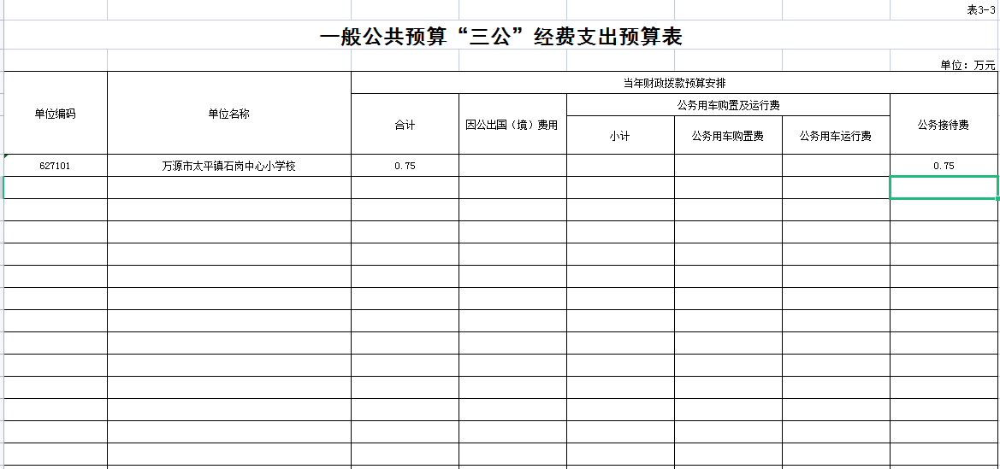 表3-3
一般公共预算“三公”经费支出预算表
单位：万元
单位编码 单位名称 当年财政拨款预算安排
合计 因公出国（境）费用 公务用车购置及运行费 公务接待费
小计 公务用车购置费 公务用车运行费
627101 万源市太平镇石岗中心小学校 0.75 0.75